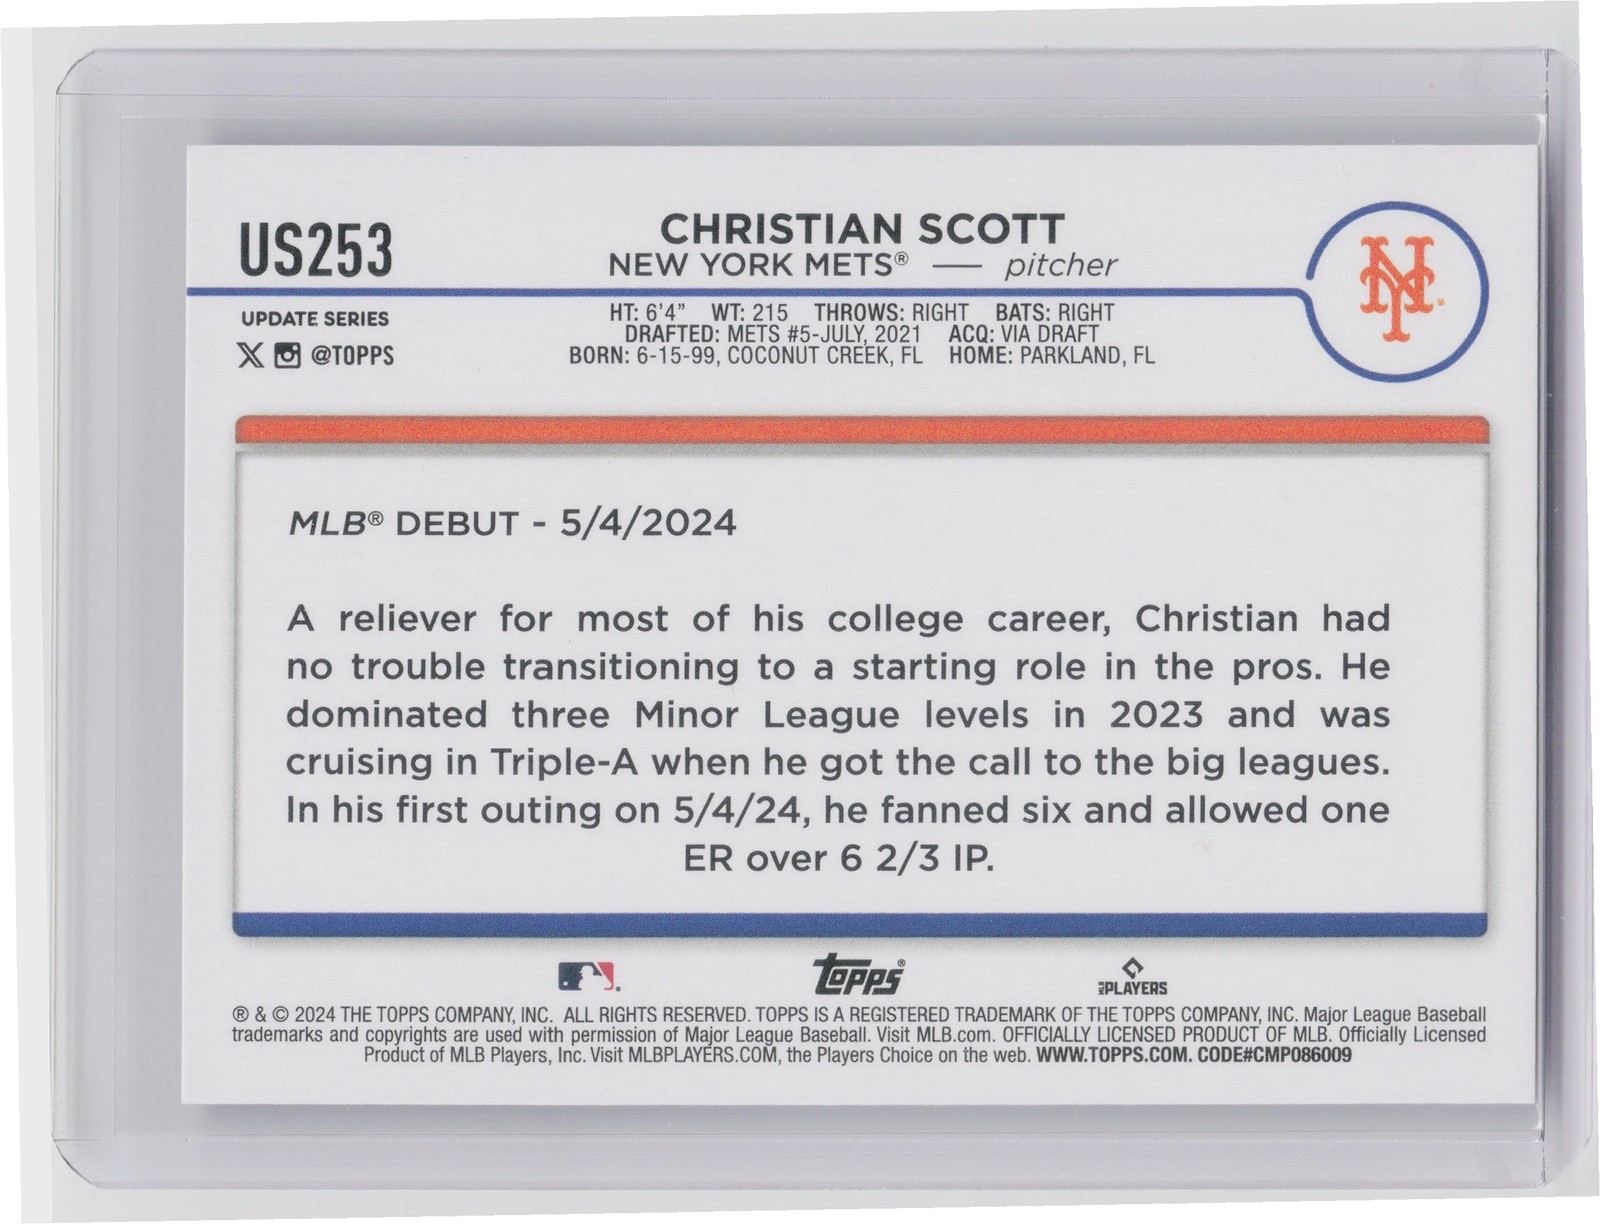 US253
CHRISTIAN SCOTT
NEW YORK METS® — pitcher
UPDATE SERIES
X @TOPPS
HT: 6'4" WT: 215 THROWS: RIGHT BATS: RIGHT
DRAFTED: METS #5-JULY, 2021 ACQ: VIA DRAFT
BORN: 6-15-99, COCONUT CREEK, FL HOME: PARKLAND, FL
NY
MLB® DEBUT - 5/4/2024
A reliever for most of his college career, Christian had
no trouble transitioning to a starting role in the pros. He
dominated three Minor League levels in 2023 and was
cruising in Triple-A when he got the call to the big leagues.
In his first outing on 5/4/24, he fanned six and allowed one
ER over 6 2/3 IP.
Topps®
MLB PLAYERS
® & © 2024 THE TOPPS COMPANY, INC. ALL RIGHTS RESERVED. TOPPS IS A REGISTERED TRADEMARK OF THE TOPPS COMPANY, INC. Major League Baseball
trademarks and copyrights are used with permission of Major League Baseball. Visit MLB.com. OFFICIALLY LICENSED PRODUCT OF MLB. Officially Licensed
Product of MLB Players, Inc. Visit MLBPLAYERS.COM, the Players Choice on the web. WWW.TOPPS.COM. CODE#CMP086009